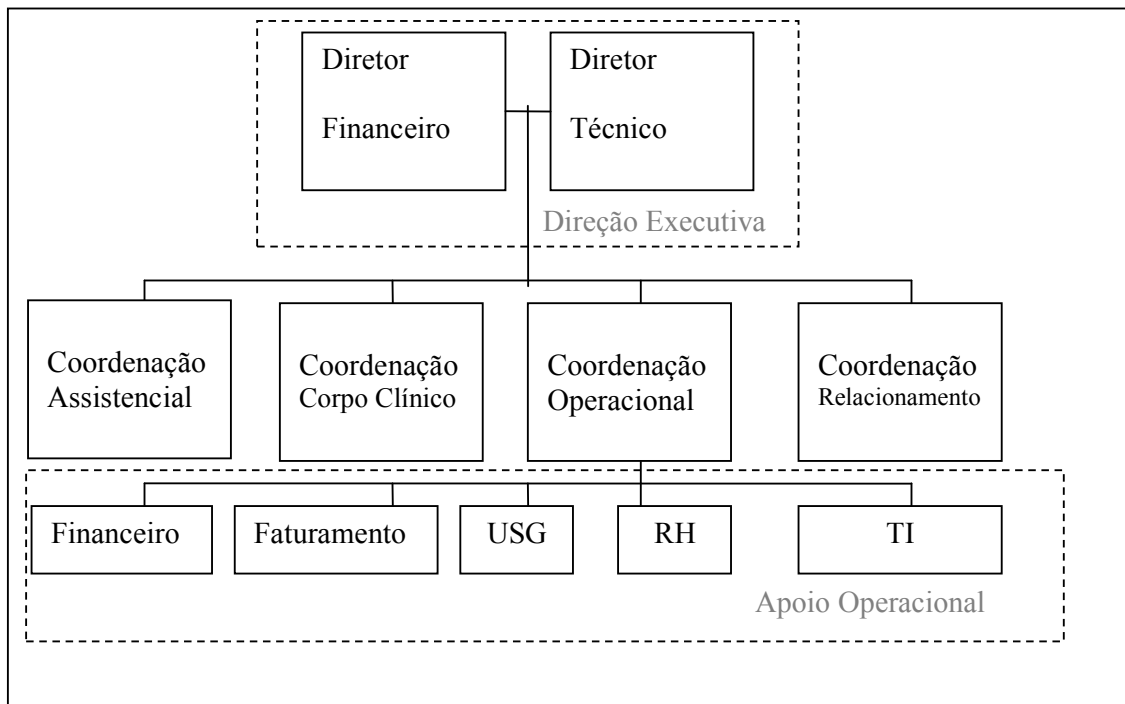 Diretor
Financeiro
Diretor
Técnico
Direção Executiva
Coordenação
Assistencial
Coordenação
Corpo Clínico
Coordenação
Operacional
Coordenação
Relacionamento
Financeiro
Faturamento
USG
RH
TI
Apoio Operacional